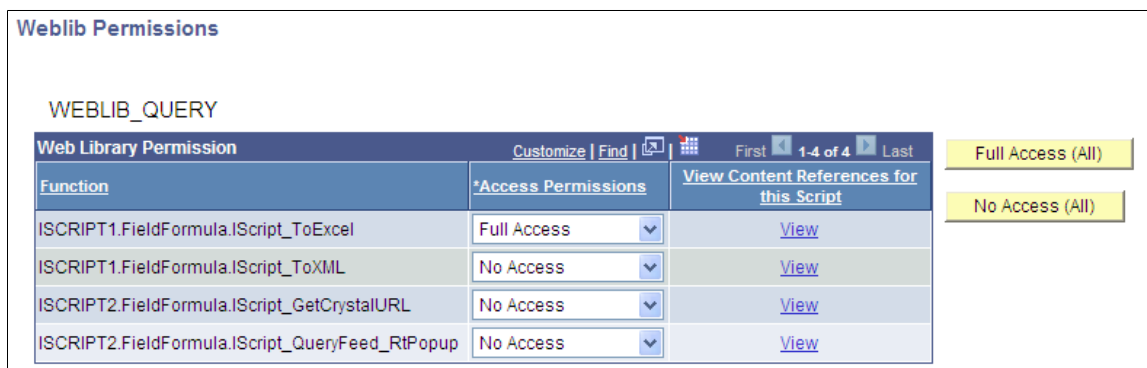 Weblib Permissions
WEBLIB_QUERY
Web Library Permission Customize | Find | | First 1-4 of 4 Last
Function *Access Permissions View Content References for this Script
ISCRIPT1.FieldFormula.IScript_ToExcel Full Access View
ISCRIPT1.FieldFormula.IScript_ToXML No Access View
ISCRIPT2.FieldFormula.IScript_GetCrystalURL No Access View
ISCRIPT2.FieldFormula.IScript_QueryFeed_RtPopup No Access View
Full Access (All)
No Access (All)